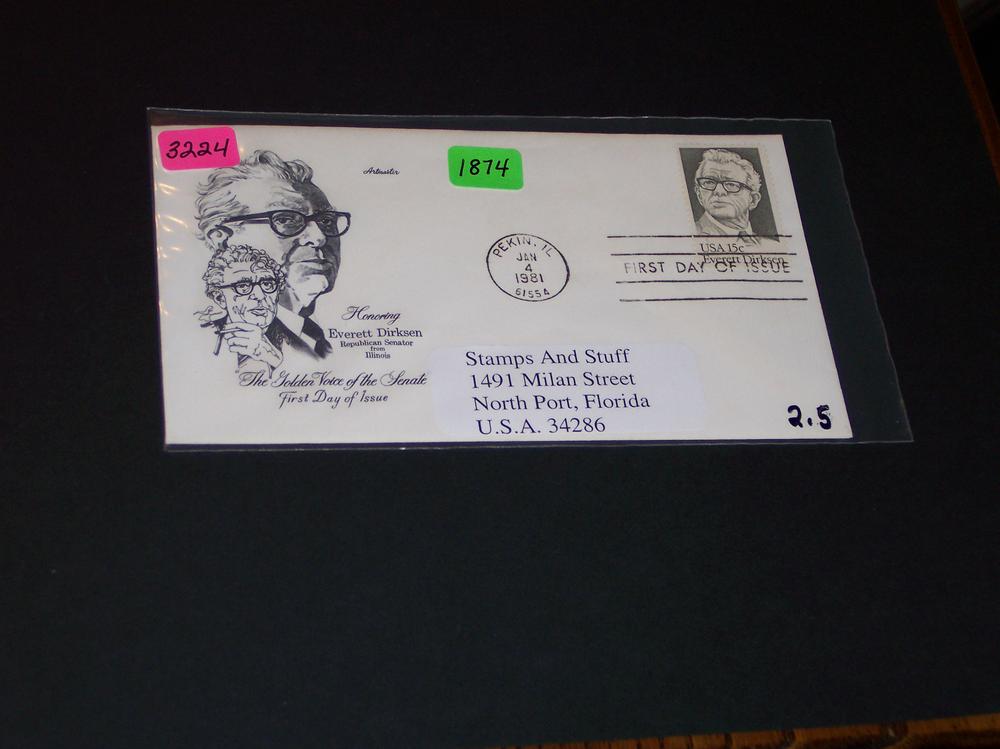 3224
Artmaster
1874
USA 15c
Everett Dirksen
PEKIN, IL
JAN
4
1981
61554
FIRST DAY OF ISSUE
Honoring
Everett Dirksen
Republican Senator
from
Illinois
The Golden Voice of the Senate
First Day of Issue
Stamps And Stuff
1491 Milan Street
North Port, Florida
U.S.A. 34286
2.5